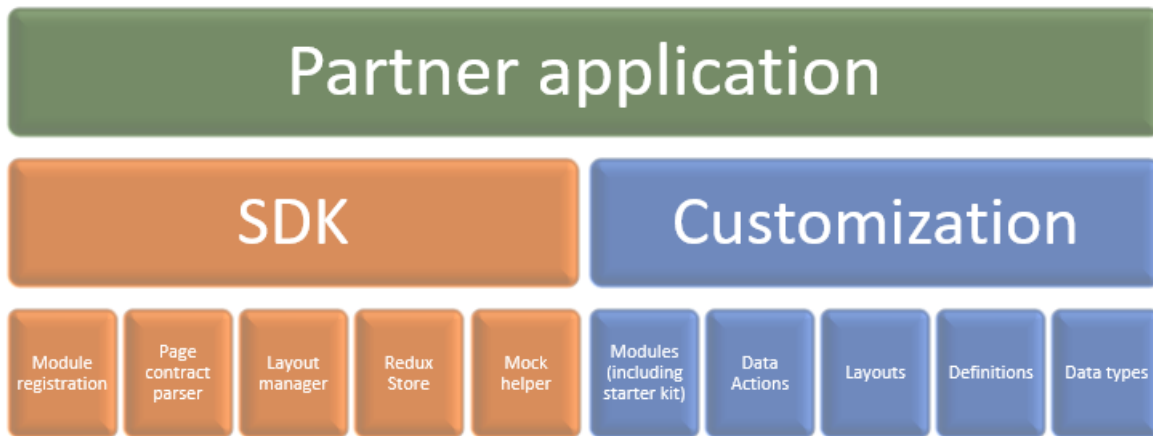 Partner application
SDK
Customization
Module
registration
Page
contract
parser
Layout
manager
Redux
Store
Mock
helper
Modules
(including
starter kit)
Data
Actions
Layouts
Definitions
Data types